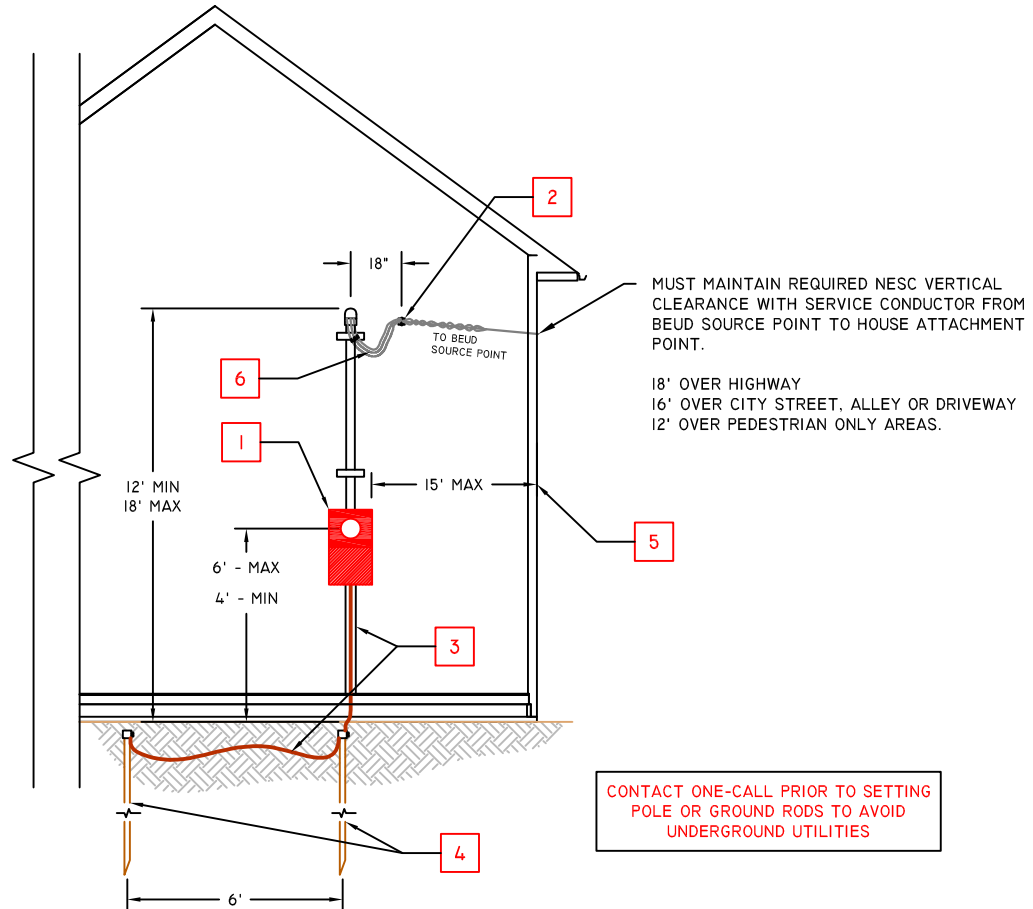 2
18"
MUST MAINTAIN REQUIRED NESC VERTICAL
CLEARANCE WITH SERVICE CONDUCTOR FROM
BEUD SOURCE POINT TO HOUSE ATTACHMENT
POINT.
18' OVER HIGHWAY
16' OVER CITY STREET, ALLEY OR DRIVEWAY
12' OVER PEDESTRIAN ONLY AREAS.
TO BEUD
SOURCE POINT
6
1
12' MIN
18' MAX
15' MAX
5
6' - MAX
4' - MIN
3
CONTACT ONE-CALL PRIOR TO SETTING
POLE OR GROUND RODS TO AVOID
UNDERGROUND UTILITIES
4
6'